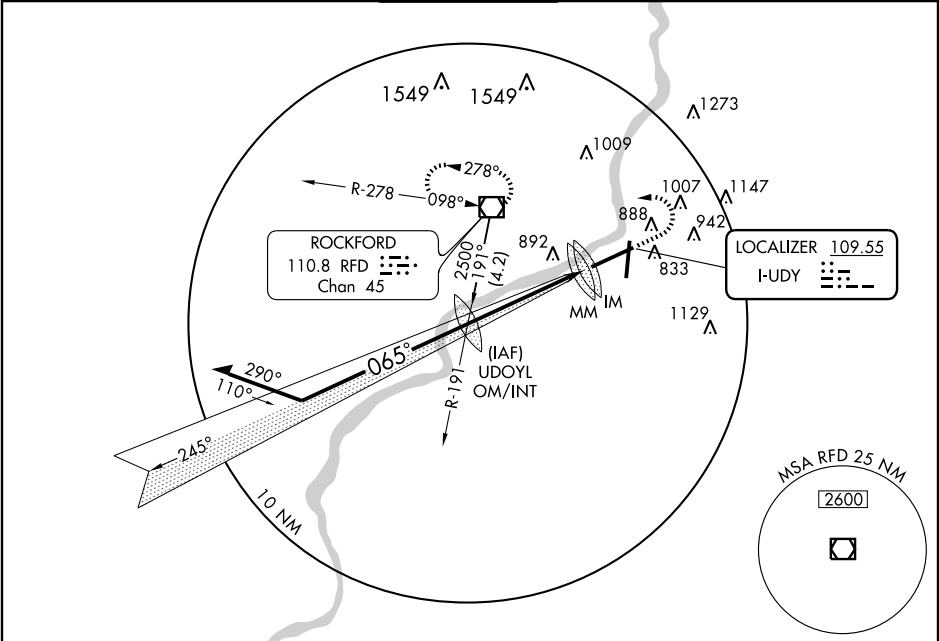 1549
1549
1273
1009
278°
R-278
098°
1007
1147
888
942
ROCKFORD
110.8 RFD
Chan 45
2500
191°
(4.2)
892
833
LOCALIZER 109.55
I-UDY
MM
IM
1129
(IAF)
UDOYL
OM/INT
065°
290°
110°
R-191
245°
10 NM
MSA RFD 25 NM
2600